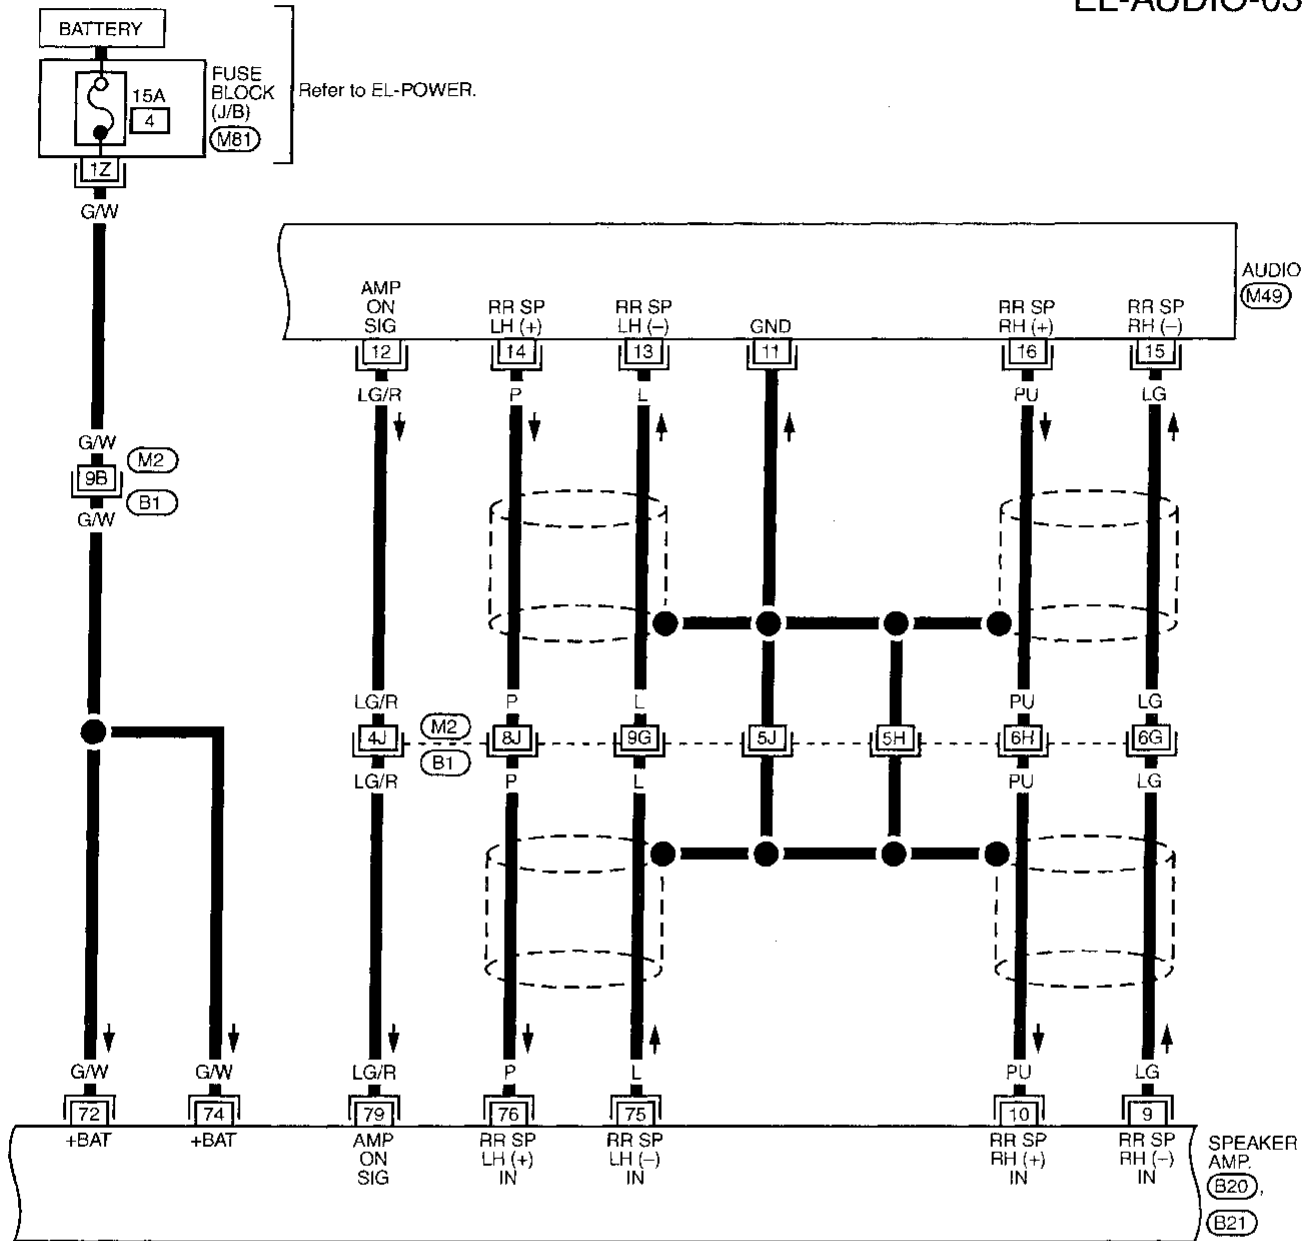 EL-AUDIO-03
BATTERY
FUSE
BLOCK
(J/B)
M81
15A
4
Refer to EL-POWER.
1Z
G/W
AUDIO
M49
AMP
ON
SIG
RR SP
LH (+)
RR SP
LH (–)
GND
RR SP
RH (+)
RR SP
RH (–)
12 14 13 11 16 15
LG/R P L PU LG
G/W
9B
M2
B1
G/W
LG/R P L PU LG
4J M2 8J 9G 5J 5H 6H 6G
B1
LG/R P L PU LG
G/W G/W LG/R P L PU LG
72 74 79 76 75 10 9
+BAT
+BAT
AMP
ON
SIG
RR SP
LH (+)
IN
RR SP
LH (–)
IN
RR SP
RH (+)
IN
RR SP
RH (–)
IN
SPEAKER
AMP.
B20 ,
B21